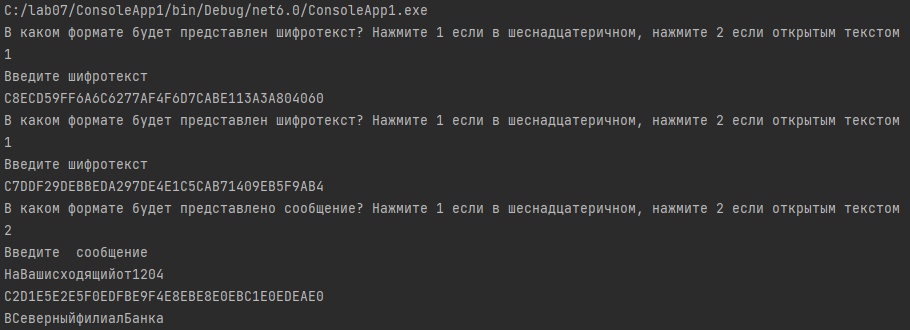 C:/lab07/ConsoleApp1/bin/Debug/net6.0/ConsoleApp1.exe
В каком формате будет представлен шифротекст? Нажмите 1 если в шеснадцатеричном, нажмите 2 если открытым текстом
1
Введите шифротекст
C8ECD59FF6A6C6277AF4F6D7CABE113A3A804060
В каком формате будет представлен шифротекст? Нажмите 1 если в шеснадцатеричном, нажмите 2 если открытым текстом
1
Введите шифротекст
C7DDF29DEBBEDA297DE4E1C5CAB71409EB5F9AB4
В каком формате будет представлено сообщение? Нажмите 1 если в шеснадцатеричном, нажмите 2 если открытым текстом
2
Введите  сообщение
НаВашисходящийот1204
C2D1E5E2E5F0EDFBE9F4E8EBE8E0EBC1E0EDEAE0
ВСеверныйфилиалБанка